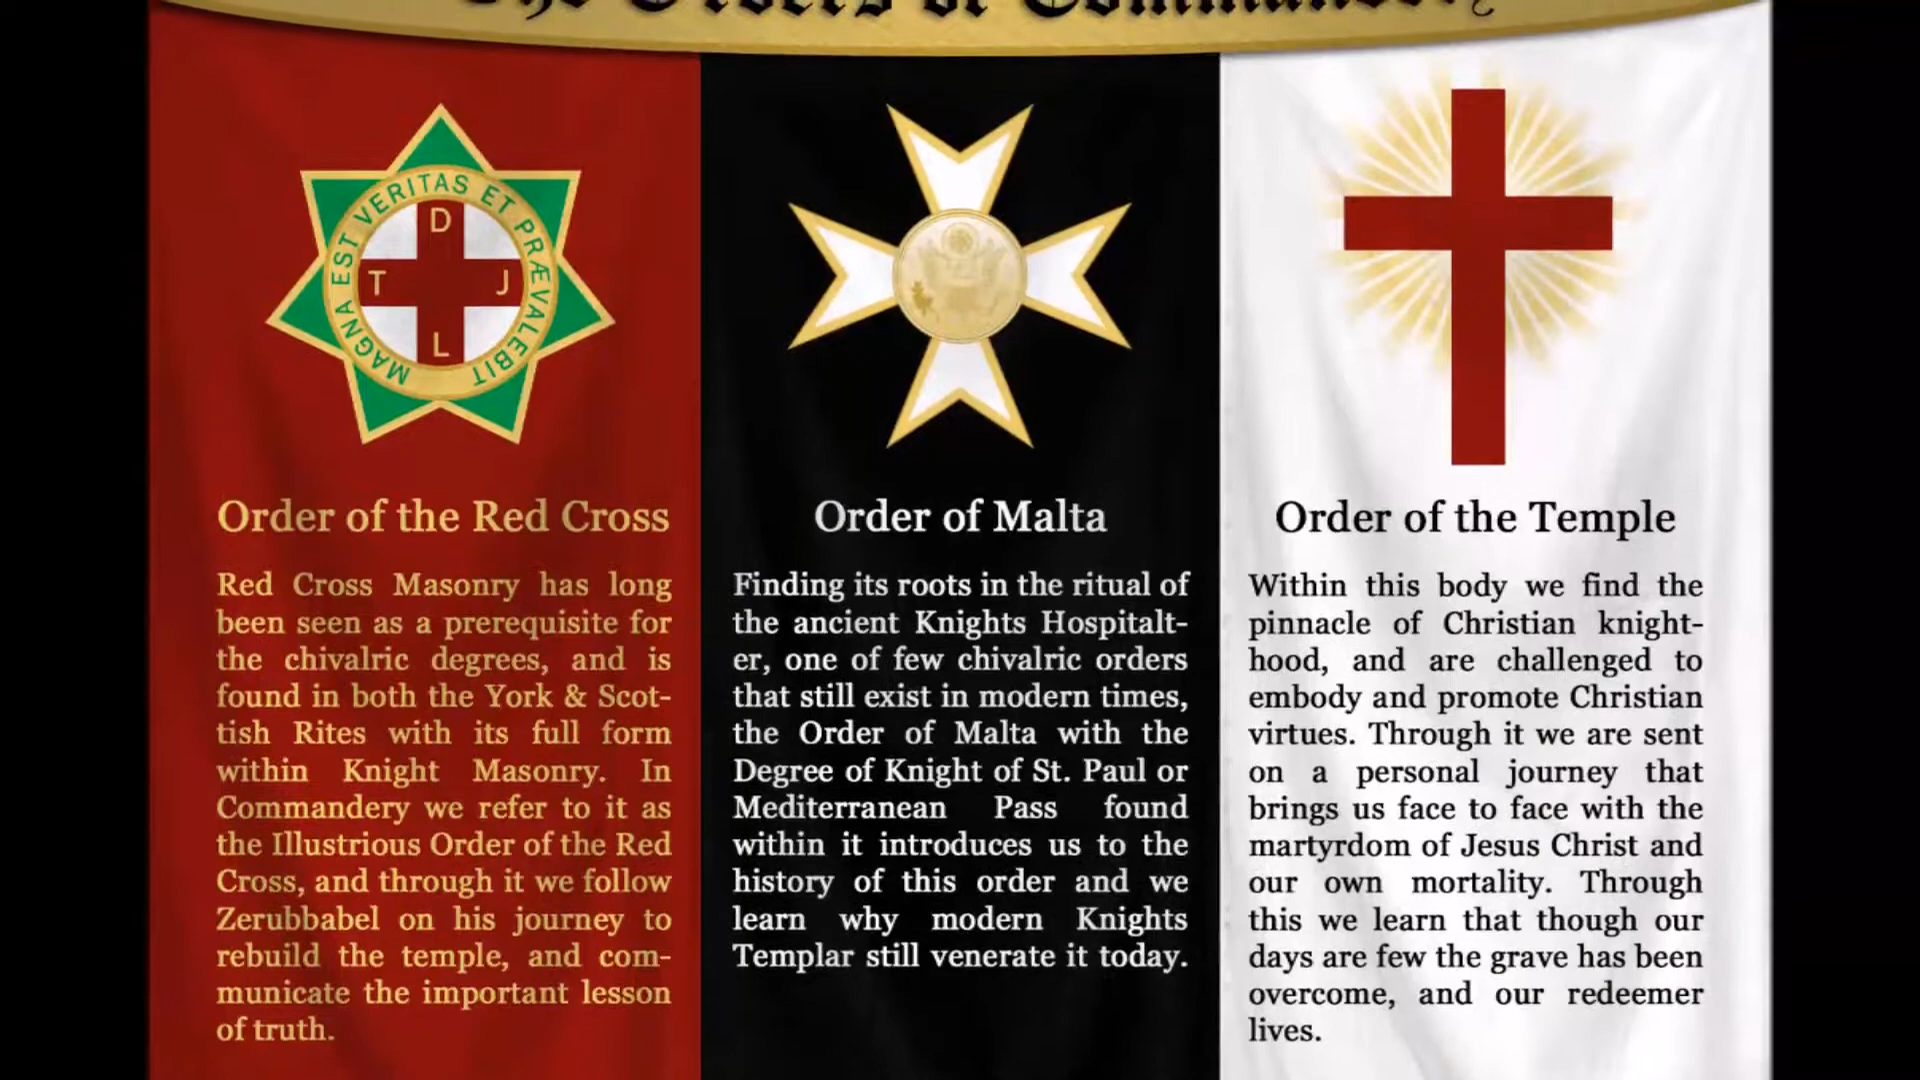 The Orders of Commandery
MAGNA EST VERITAS ET PRÆVALEBIT
D
T J
L
Order of the Red Cross
Red Cross Masonry has long
been seen as a prerequisite for
the chivalric degrees, and is
found in both the York & Scot-
tish Rites with its full form
within Knight Masonry. In
Commandery we refer to it as
the Illustrious Order of the Red
Cross, and through it we follow
Zerubbabel on his journey to
rebuild the temple, and com-
municate the important lesson
of truth.
Order of Malta
Finding its roots in the ritual of
the ancient Knights Hospitalt-
er, one of few chivalric orders
that still exist in modern times,
the Order of Malta with the
Degree of Knight of St. Paul or
Mediterranean Pass found
within it introduces us to the
history of this order and we
learn why modern Knights
Templar still venerate it today.
Order of the Temple
Within this body we find the
pinnacle of Christian knight-
hood, and are challenged to
embody and promote Christian
virtues. Through it we are sent
on a personal journey that
brings us face to face with the
martyrdom of Jesus Christ and
our own mortality. Through
this we learn that though our
days are few the grave has been
overcome, and our redeemer
lives.